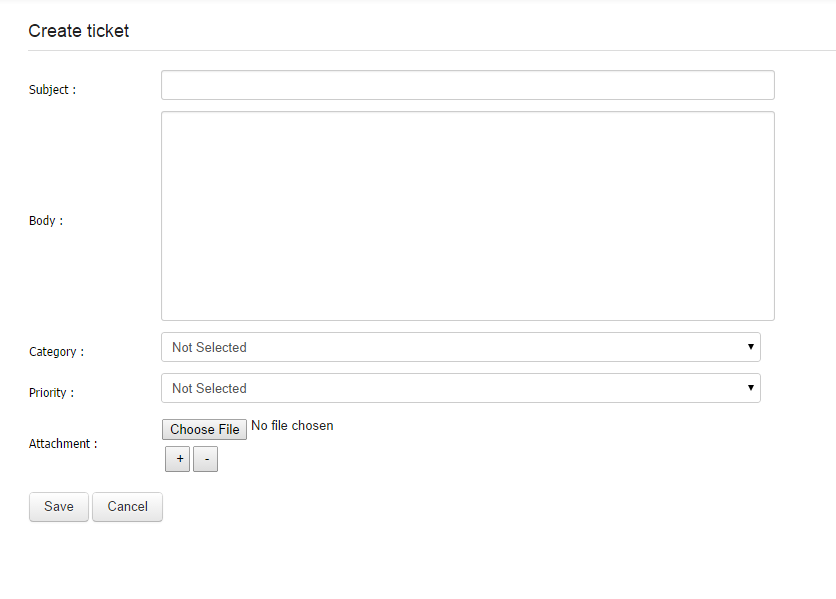 Create ticket
Subject :
Body :
Category :
Not Selected
Priority :
Not Selected
Attachment :
Choose File No file chosen
+ -
Save Cancel